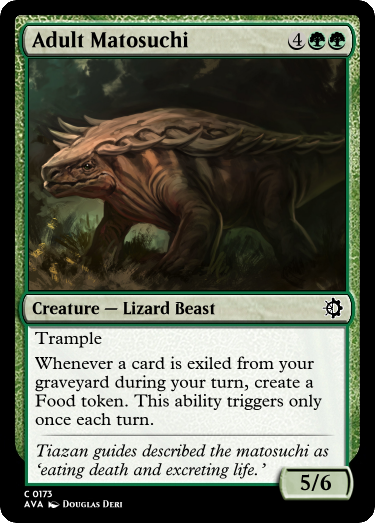 Adult Matosuchi 4
Creature — Lizard Beast
Trample
Whenever a card is exiled from your
graveyard during your turn, create a
Food token. This ability triggers only
once each turn.
Tiazan guides described the matosuchi as
‘eating death and excreting life.’
5/6
C 0173
AVA Douglas Deri